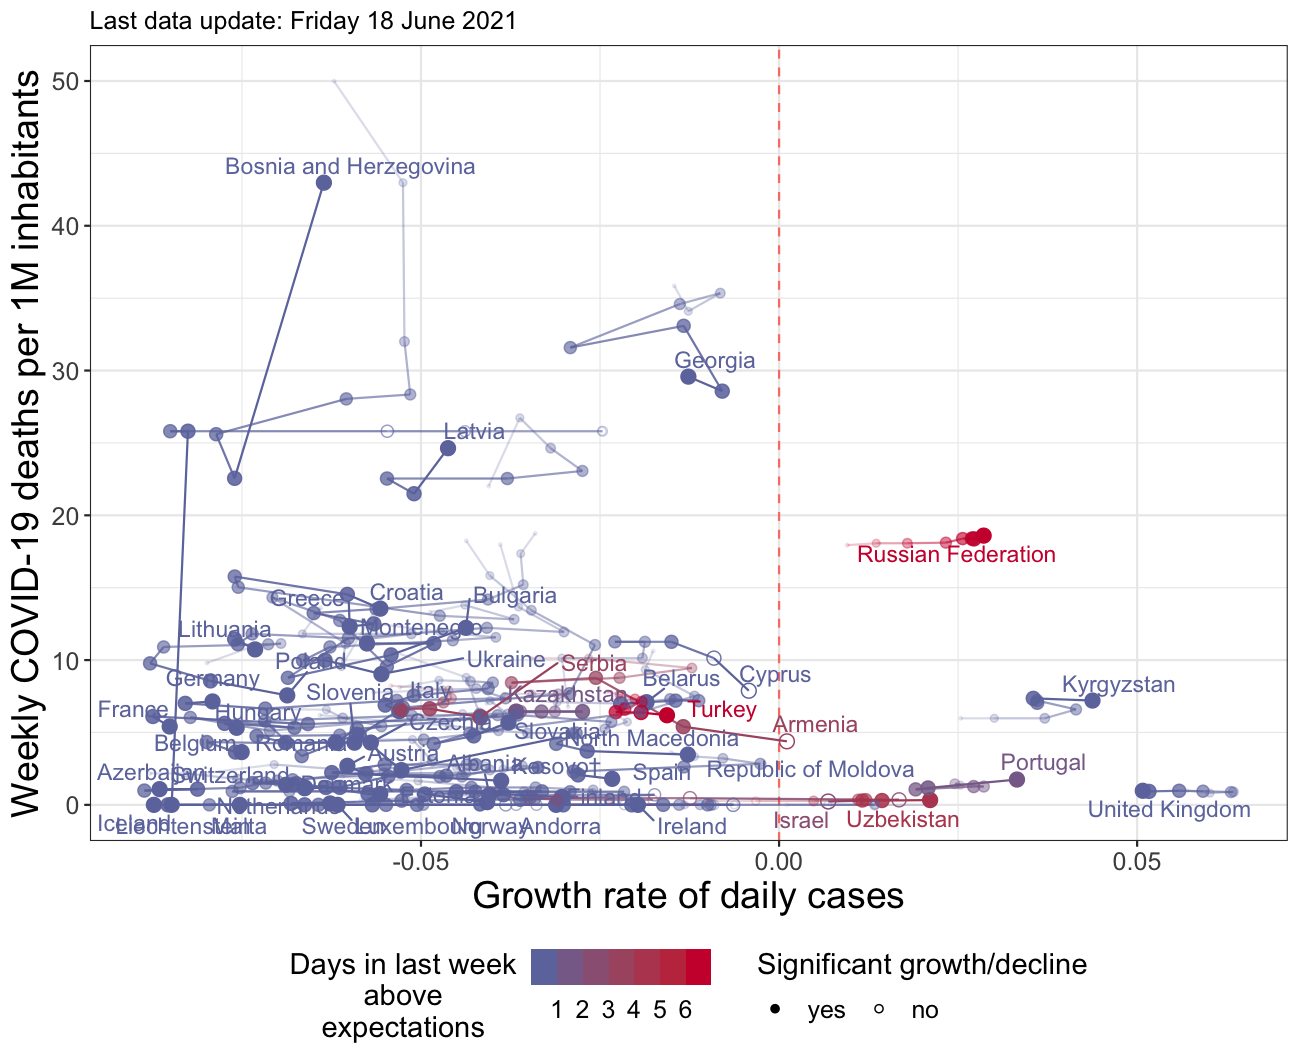 Last data update: Friday 18 June 2021
Weekly COVID-19 deaths per 1M inhabitants
50
40
30
20
10
0
Bosnia and Herzegovina
Georgia
Latvia
Russian Federation
Croatia
Greece
Bulgaria
Lithuania
Montenegro
Poland
Ukraine
Serbia
Cyprus
Germany
Belarus
Kyrgyzstan
Slovenia
Italy
Kazakhstan
France
Hungary
Turkey
Czechia
Slovakia
Armenia
Belgium
Romania
North Macedonia
Austria
Albania
Kosovo†
Portugal
Azerbaijan
Switzerland
Spain
Republic of Moldova
Denmark
Estonia
Finland
Netherlands
United Kingdom
Iceland
Liechtenstein
Malta
Sweden
Luxembourg
Norway
Andorra
Ireland
Israel
Uzbekistan
-0.05
0.00
0.05
Growth rate of daily cases
Days in last week
above
expectations
1 2 3 4 5 6
Significant growth/decline
yes
no